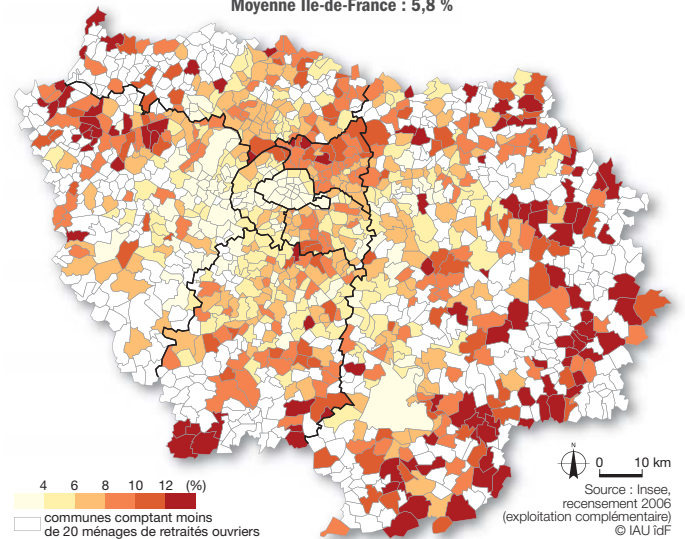 Moyenne Ile-de-France : 5,8 %
N
0 10 km
4 6 8 10 12 (%)
communes comptant moins
de 20 ménages de retraités ouvriers
Source : Insee,
recensement 2006
(exploitation complémentaire)
© IAU îdF